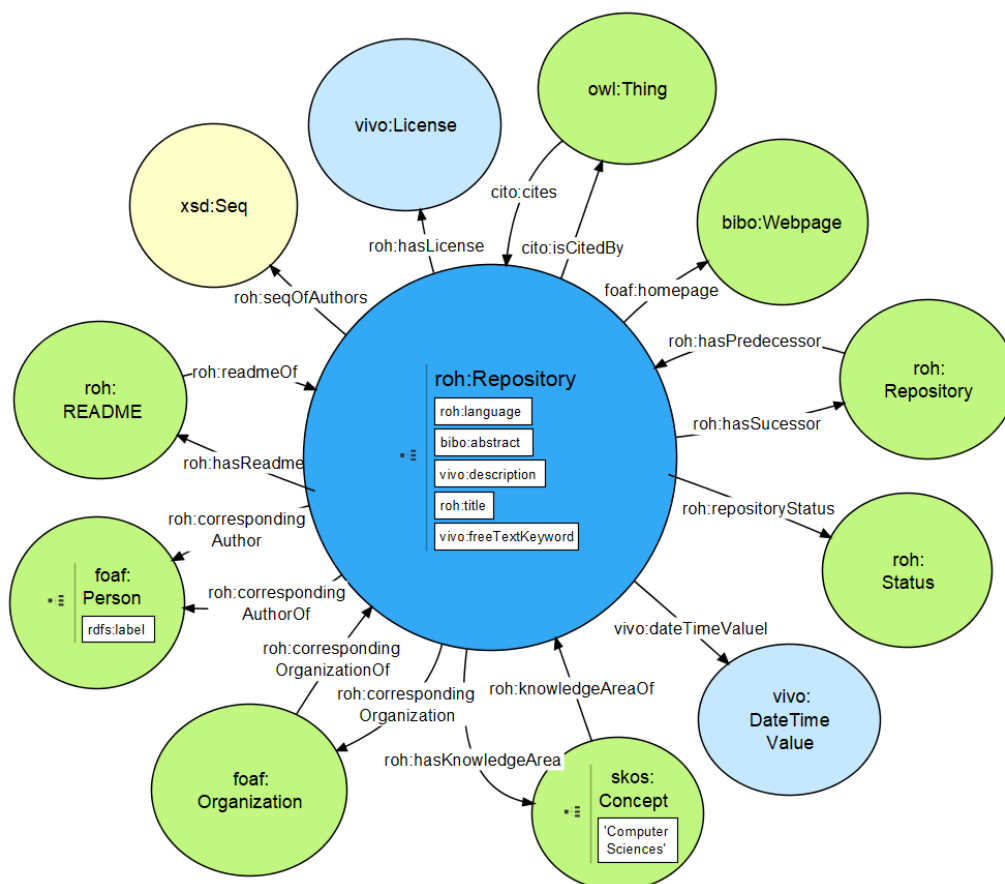 owl:Thing
vivo:License
xsd:Seq
cito:cites
bibo:Webpage
roh:hasLicense
cito:isCitedBy
roh:seqOfAuthors
foaf:homepage
roh:hasPredecessor
roh:
README
roh:readmeOf
roh:Repository
roh:language
bibo:abstract
vivo:description
roh:title
vivo:freeTextKeyword
roh:
Repository
roh:hasSucessor
roh:hasReadme
roh:repositoryStatus
roh:corresponding
Author
roh:
Status
foaf:
Person
rdfs:label
roh:corresponding
AuthorOf
vivo:dateTimeValuel
roh:corresponding
OrganizationOf
roh:corresponding
Organization
roh:knowledgeAreaOf
vivo:
DateTime
Value
roh:hasKnowledgeArea
foaf:
Organization
skos:
Concept
'Computer
Sciences'